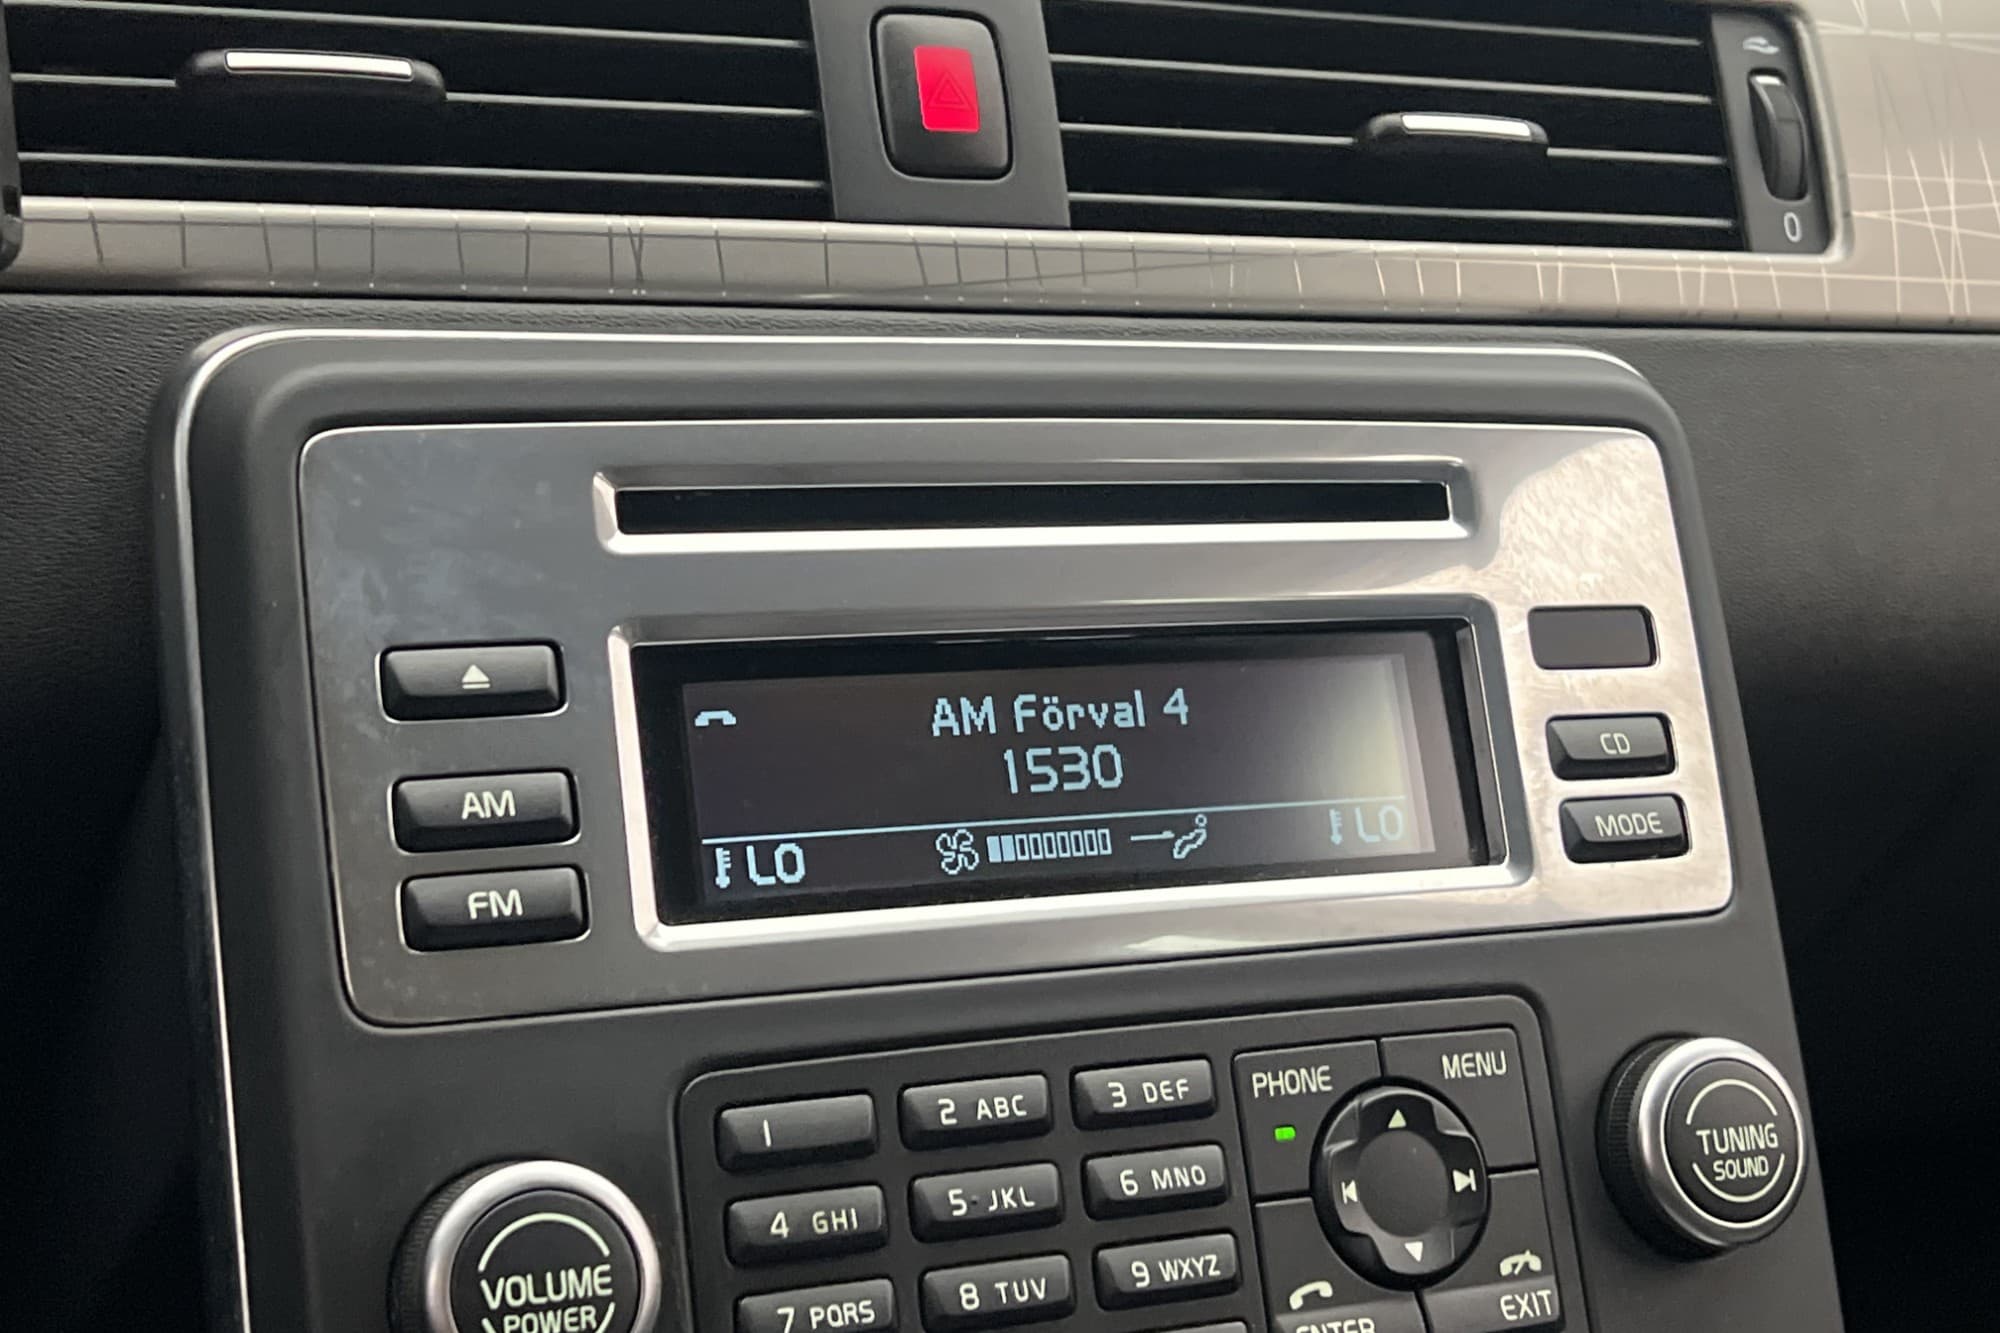 0
AM Förval 4
1530
LO
LO
AM
FM
CD
MODE
1
2 ABC
3 DEF
4 GHI
5 JKL
6 MNO
7 PQRS
8 TUV
9 WXYZ
PHONE
MENU
ENTER
EXIT
VOLUME
POWER
TUNING
SOUND